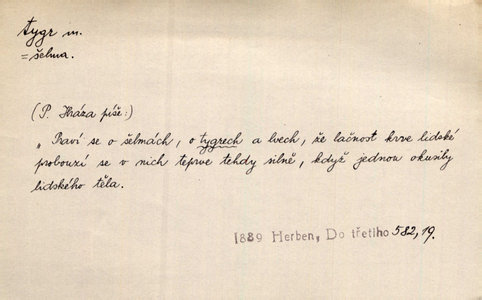 tygr m.
= šelma.
(P. Hráza píše:)
„Praví se o šelmách, o tygrech a lvech, že lačnost krve lidské
probouzí se v nich teprve tehdy silně, když jednou okusily
lidského těla.
1889 Herben, Do třetího 582, 19.